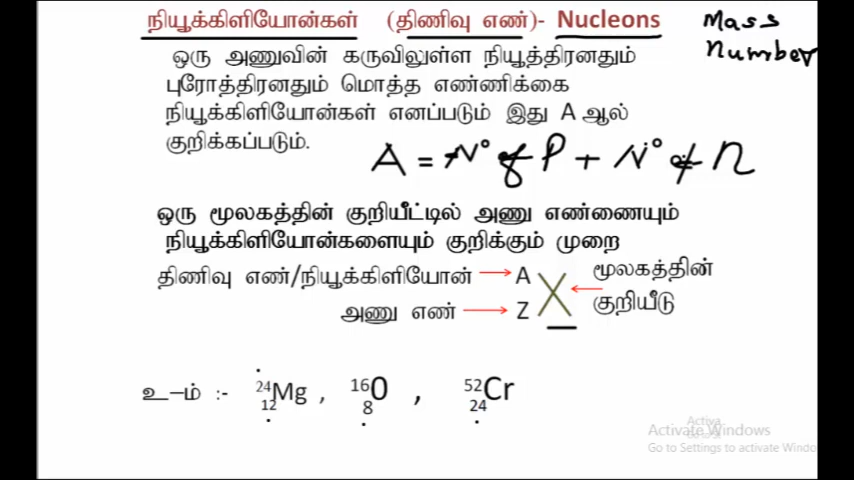 நியூக்கிளியோன்கள் (திணிவு எண்)- Nucleons Mass Number
ஒரு அணுவின் கருவிலுள்ள நியூத்திரனதும்
புரோத்திரனதும் மொத்த எண்ணிக்கை
நியூக்கிளியோன்கள் எனப்படும் இது A ஆல்
குறிக்கப்படும்.
A = N° of P + N° of n
ஒரு மூலகத்தின் குறியீட்டில் அணு எண்ணையும்
நியூக்கிளியோன்களையும் குறிக்கும் முறை
திணிவு எண்/நியூக்கிளியோன் → A X ← மூலகத்தின் குறியீடு
அணு எண் → Z
உ-ம் :- ²⁴₁₂Mg , ¹⁶₈O , ⁵²₂₄Cr
Activate Windows
Go to Settings to activate Windo